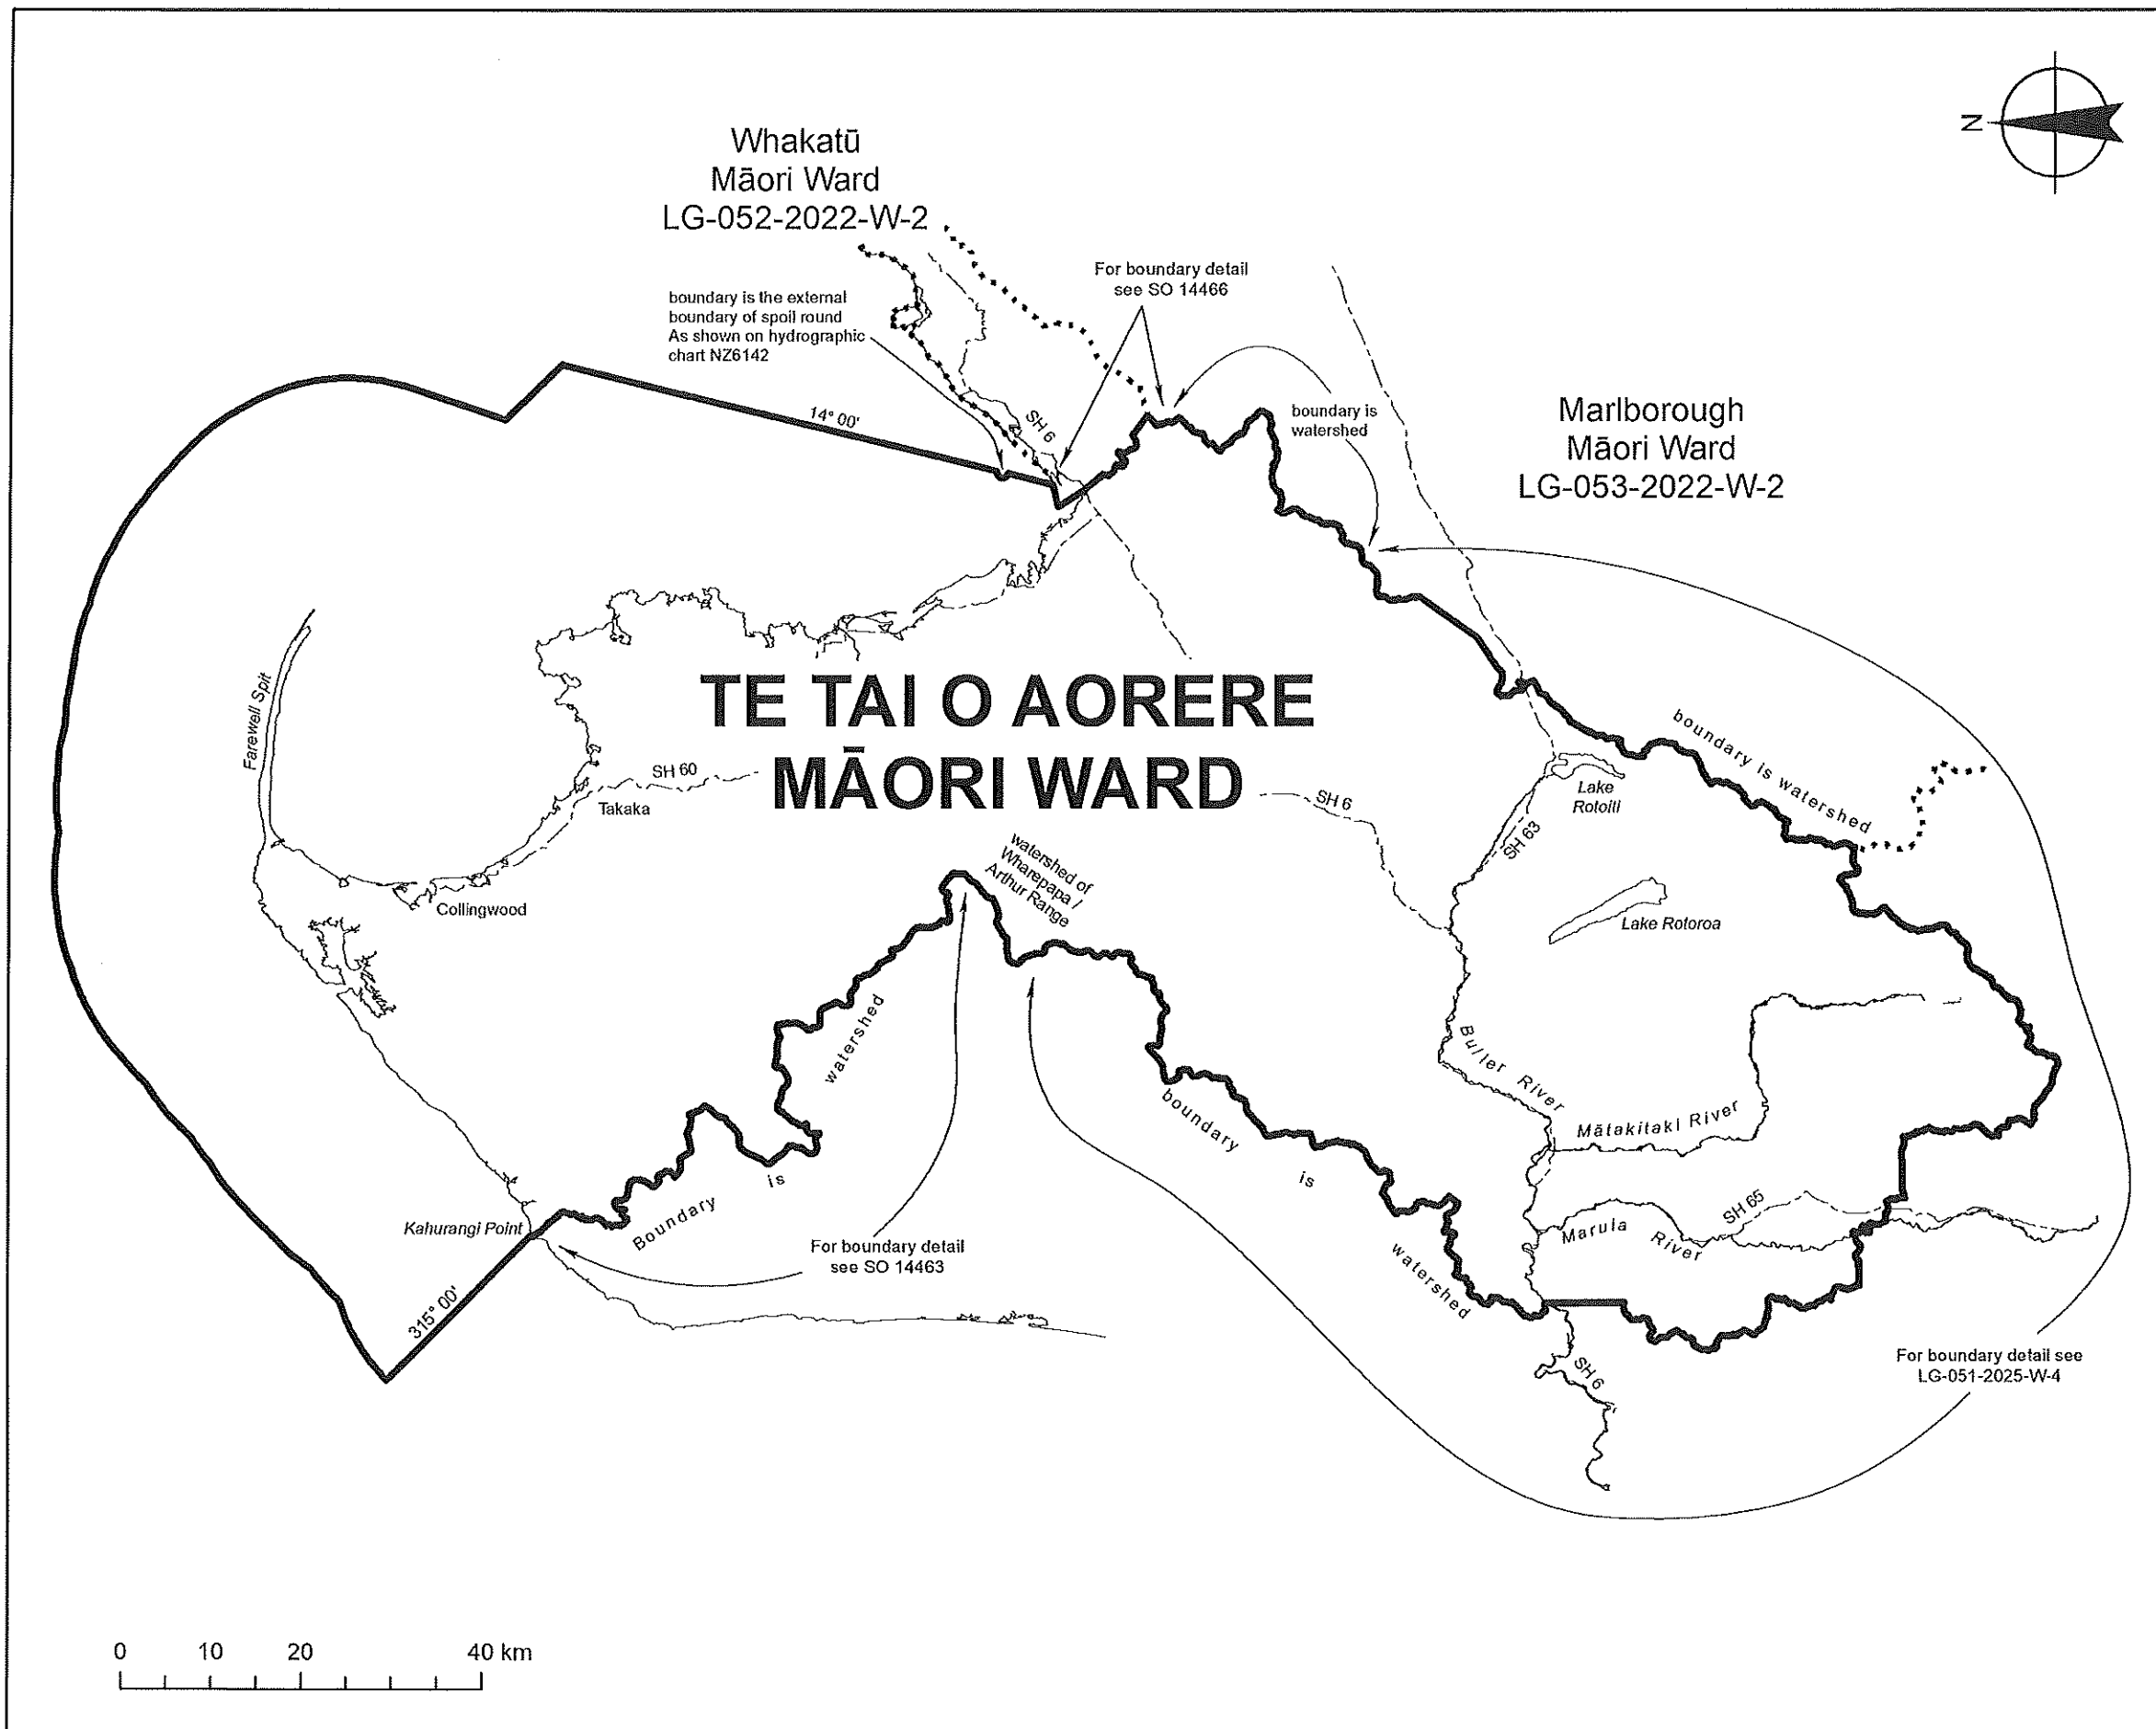 N
Whakatū
Māori Ward
LG-052-2022-W-2
For boundary detail
see SO 14466
boundary is the external
boundary of spoil round
As shown on hydrographic
chart NZ6142
14° 00'
SH 6
boundary is
watershed
Marlborough
Māori Ward
LG-053-2022-W-2
Farewell Spit
TE TAI O AORERE
MĀORI WARD
SH 60
Takaka
SH 6
Lake
Rotoiti
SH 63
boundary is watershed
watershed of
Wharepapa /
Arthur Range
Collingwood
Lake Rotoroa
watershed
Buller River
boundary
is
Mātakitaki River
is
Boundary
Kahurangi Point
SH 65
Maruia
River
For boundary detail
see SO 14463
watershed
315° 00'
SH 6
For boundary detail see
LG-051-2025-W-4
0 10 20 40 km